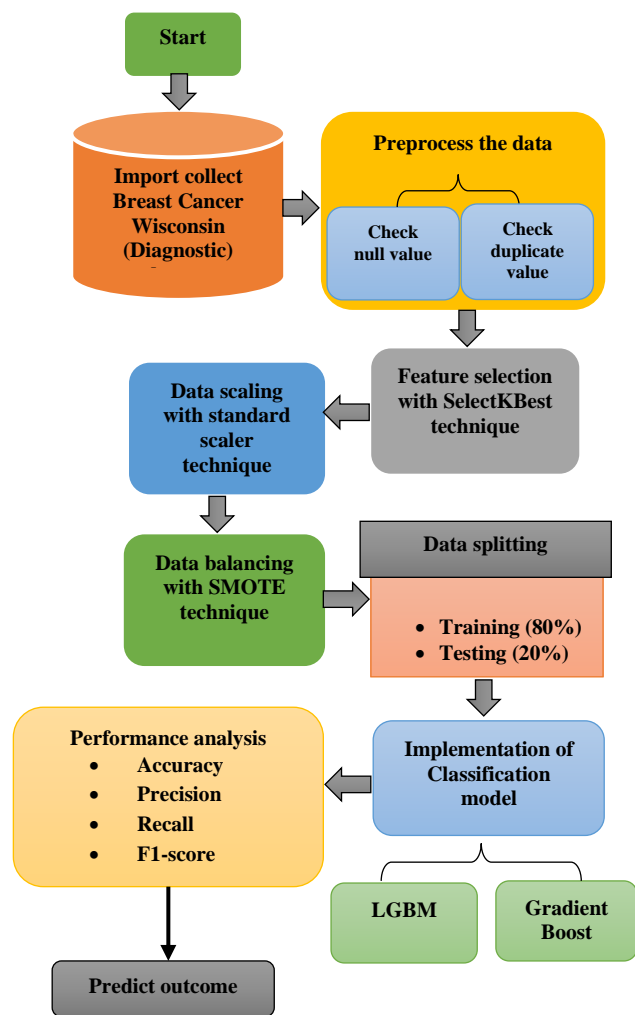 Start
Import collect
Breast Cancer
Wisconsin
(Diagnostic)
Preprocess the data
Check
null value
Check
duplicate
value
Feature selection
with SelectKBest
technique
Data scaling
with standard
scaler
technique
Data balancing
with SMOTE
technique
Data splitting
• Training (80%)
• Testing (20%)
Implementation of
Classification
model
LGBM
Gradient
Boost
Performance analysis
• Accuracy
• Precision
• Recall
• F1-score
Predict outcome